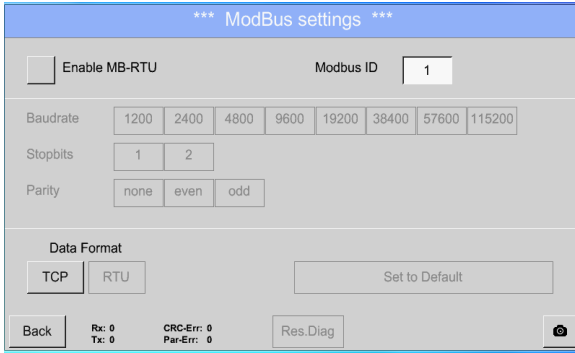 *** ModBus settings ***
Enable MB-RTU Modbus ID 1
Baudrate 1200 2400 4800 9600 19200 38400 57600 115200
Stopbits 1 2
Parity none even odd
Data Format
TCP RTU Set to Default
Back Rx: 0 CRC-Err: 0 Res.Diag
Tx: 0 Par-Err: 0